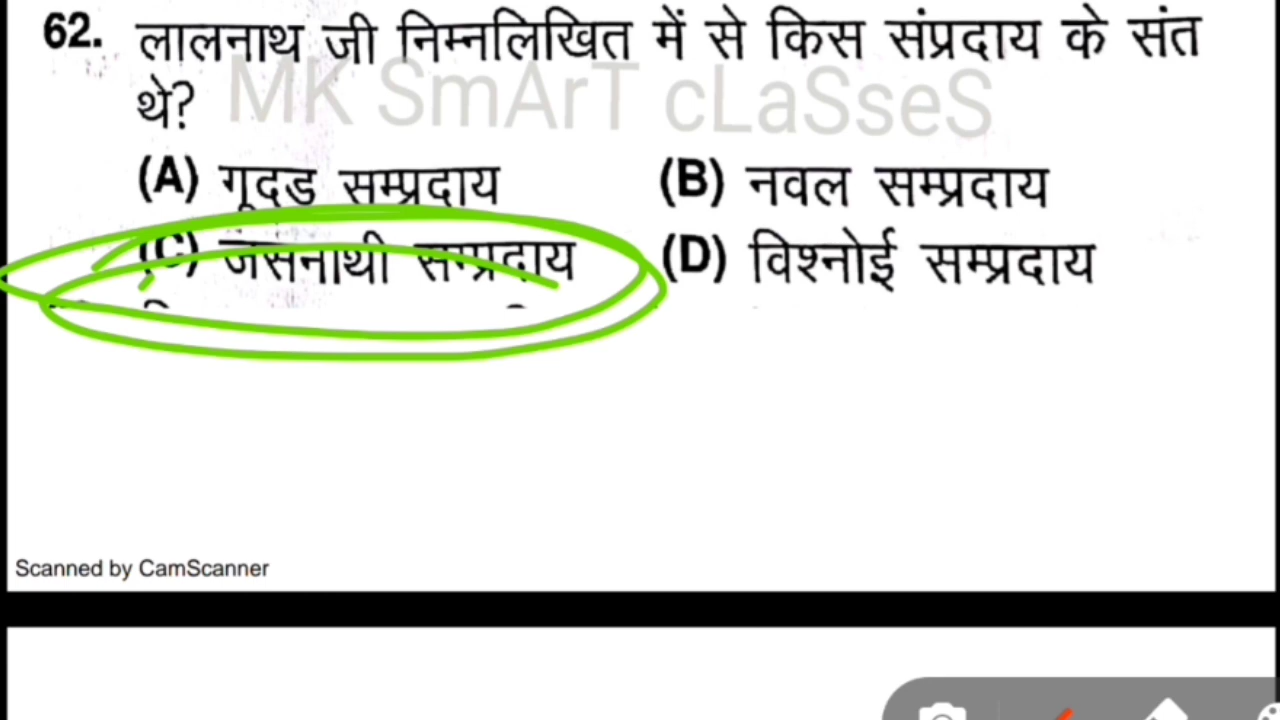 62. लालनाथ जी निम्नलिखित में से किस संप्रदाय के संत
थे?
MK SmArT cLaSseS
(A) गूदड सम्प्रदाय (B) नवल सम्प्रदाय
(C) जसनाथी सम्प्रदाय (D) विश्नोई सम्प्रदाय
Scanned by CamScanner